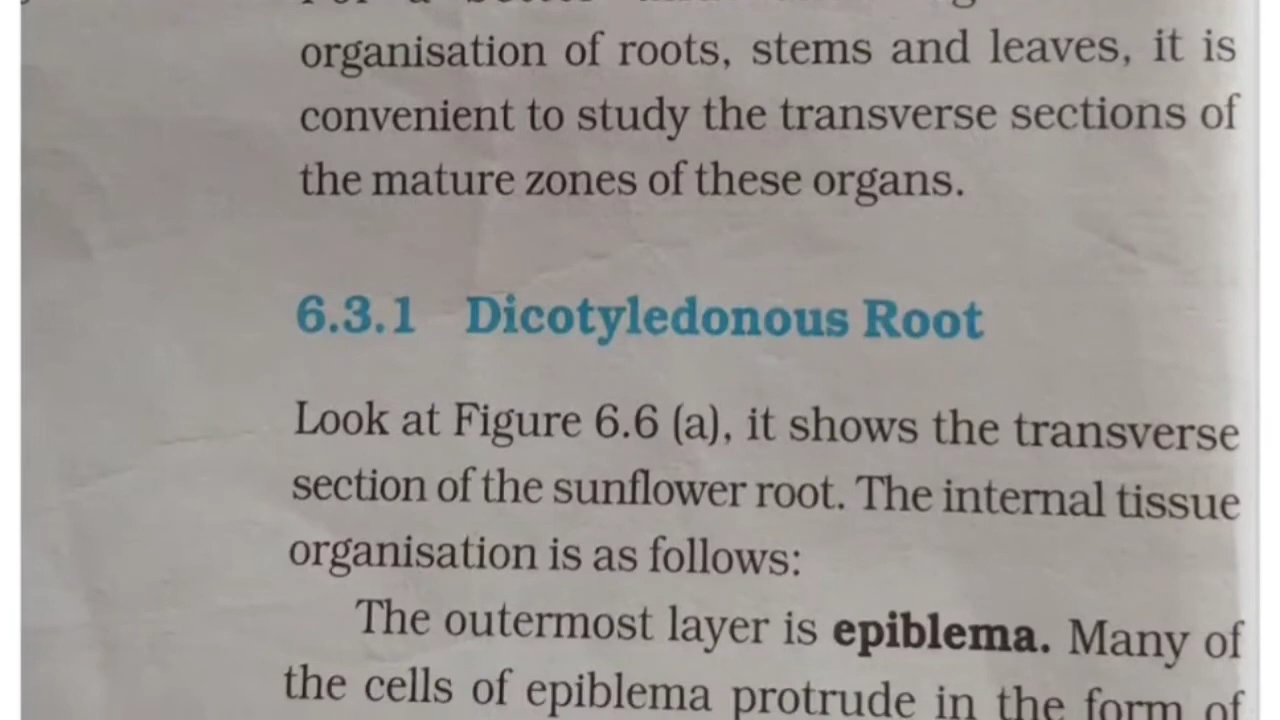 organisation of roots, stems and leaves, it is
convenient to study the transverse sections of
the mature zones of these organs.
6.3.1 Dicotyledonous Root
Look at Figure 6.6 (a), it shows the transverse
section of the sunflower root. The internal tissue
organisation is as follows:
The outermost layer is epiblema. Many of
the cells of epiblema protrude in the form of